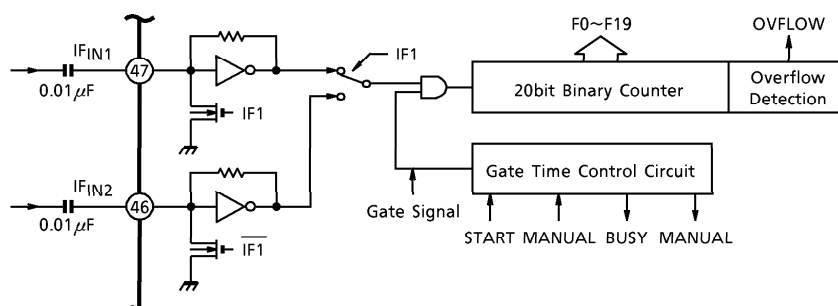 F0~F19
OVFLOW
IFIN1
47
IF1
0.01μF
IF1
20bit Binary Counter
Overflow
Detection
IFIN2
46
0.01μF
Gate Signal
Gate Time Control Circuit
I̅F̅1̅
START MANUAL BUSY MANUAL